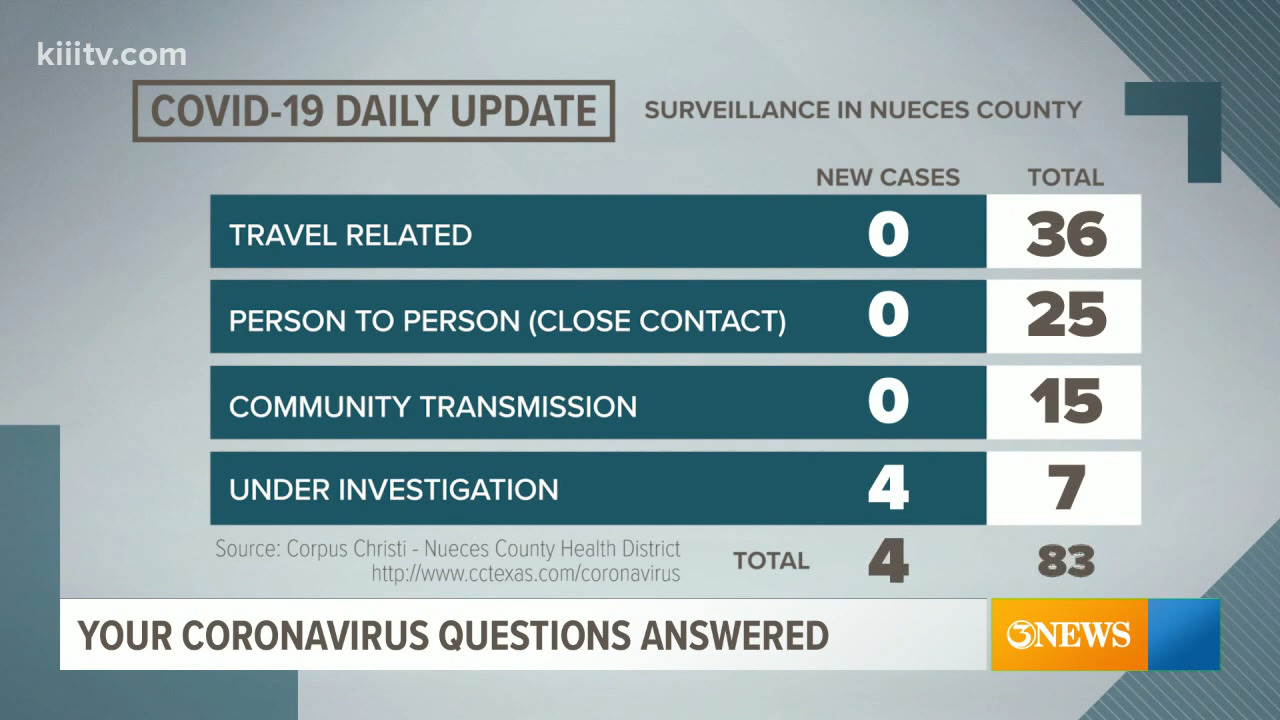 kiiitv.com
COVID-19 DAILY UPDATE
SURVEILLANCE IN NUECES COUNTY
NEW CASES TOTAL
TRAVEL RELATED 0 36
PERSON TO PERSON (CLOSE CONTACT) 0 25
COMMUNITY TRANSMISSION 0 15
UNDER INVESTIGATION 4 7
Source: Corpus Christi - Nueces County Health District
http://www.cctexas.com/coronavirus
TOTAL 4 83
YOUR CORONAVIRUS QUESTIONS ANSWERED
3NEWS